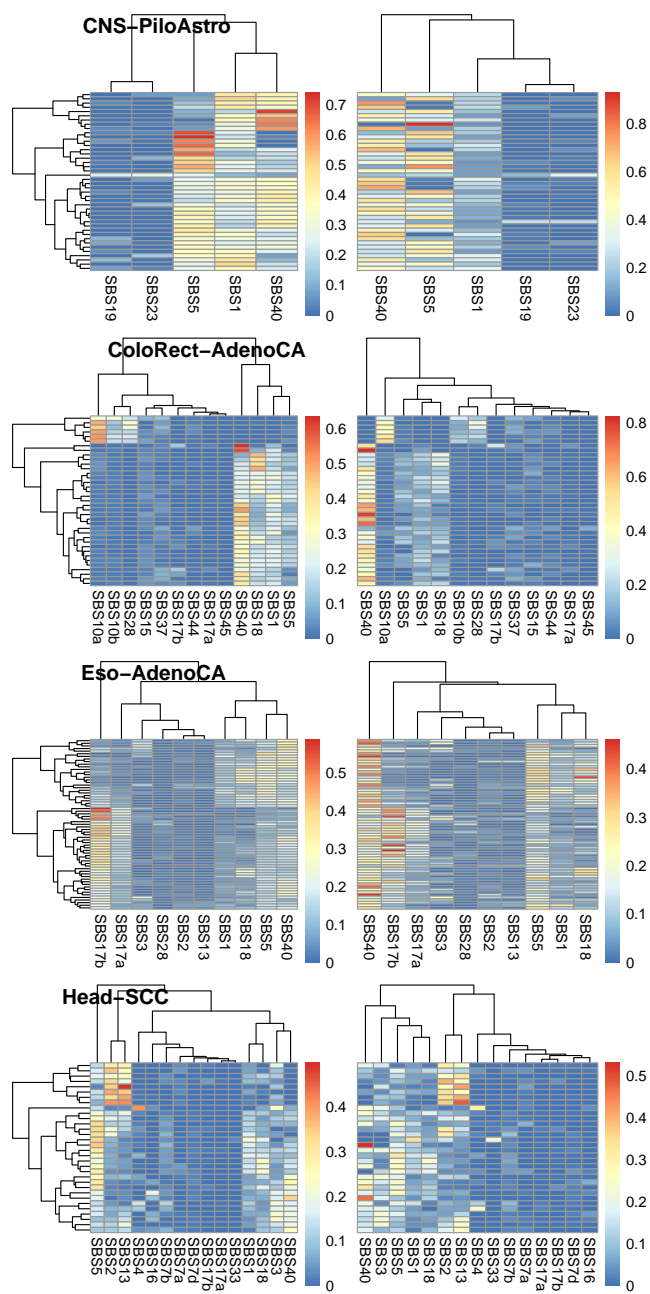 CNS−PiloAstro
0.7
0.6
0.5
0.4
0.3
0.2
0.1
0
SBS19
SBS23
SBS5
SBS1
SBS40
0.8
0.6
0.4
0.2
0
SBS40
SBS5
SBS1
SBS19
SBS23
ColoRect−AdenoCA
0.6
0.5
0.4
0.3
0.2
0.1
0
SBS10a
SBS10b
SBS28
SBS15
SBS37
SBS17b
SBS44
SBS17a
SBS45
SBS40
SBS18
SBS1
SBS5
0.8
0.6
0.4
0.2
0
SBS40
SBS10a
SBS5
SBS1
SBS18
SBS10b
SBS28
SBS17b
SBS37
SBS15
SBS44
SBS17a
SBS45
Eso−AdenoCA
0.5
0.4
0.3
0.2
0.1
0
SBS17b
SBS17a
SBS3
SBS28
SBS2
SBS13
SBS1
SBS18
SBS5
SBS40
0.4
0.3
0.2
0.1
0
SBS40
SBS17b
SBS17a
SBS3
SBS28
SBS2
SBS13
SBS5
SBS1
SBS18
Head−SCC
0.4
0.3
0.2
0.1
0
SBS5
SBS2
SBS13
SBS4
SBS16
SBS7b
SBS7a
SBS7d
SBS17b
SBS17a
SBS33
SBS1
SBS18
SBS3
SBS40
0.5
0.4
0.3
0.2
0.1
0
SBS40
SBS3
SBS5
SBS1
SBS18
SBS2
SBS13
SBS4
SBS33
SBS7b
SBS7a
SBS17a
SBS17b
SBS7d
SBS16